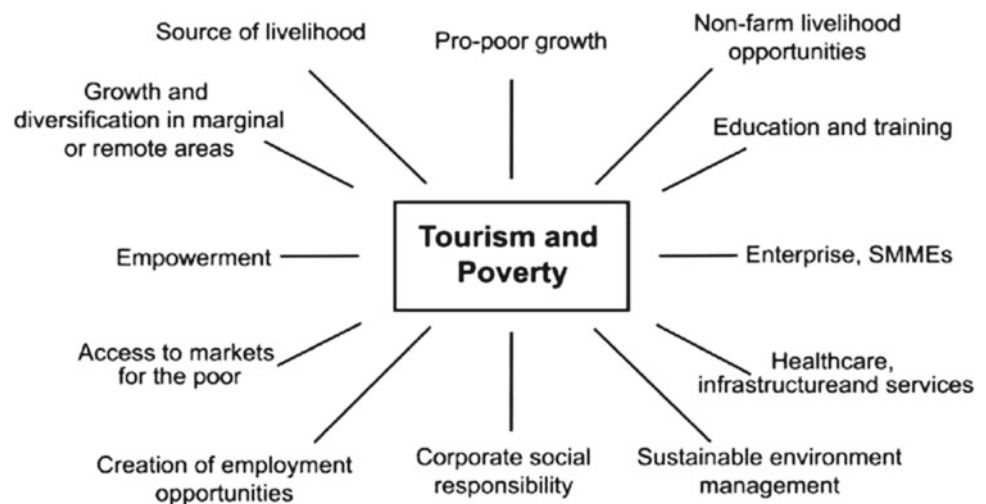 Source of livelihood
Pro-poor growth
Non-farm livelihood
opportunities
Growth and
diversification in marginal
or remote areas
Education and training
Tourism and
Poverty
Empowerment
Enterprise, SMMEs
Access to markets
for the poor
Healthcare,
infrastructureand services
Creation of employment
opportunities
Corporate social
responsibility
Sustainable environment
management